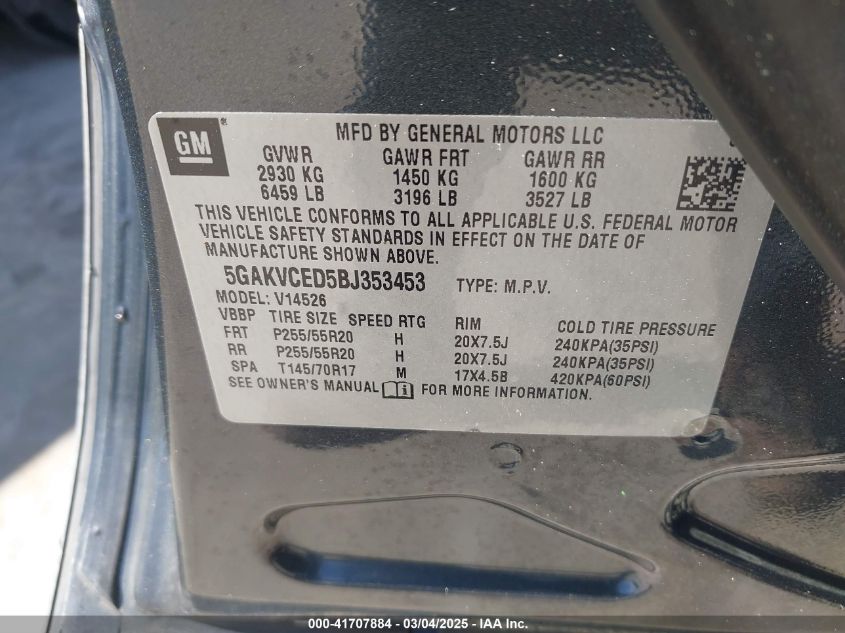 GM
MFD BY GENERAL MOTORS LLC
GVWR GAWR FRT GAWR RR
2930 KG 1450 KG 1600 KG
6459 LB 3196 LB 3527 LB
THIS VEHICLE CONFORMS TO ALL APPLICABLE U.S. FEDERAL MOTOR
VEHICLE SAFETY STANDARDS IN EFFECT ON THE DATE OF
MANUFACTURE SHOWN ABOVE.
5GAKVCED5BJ353453 TYPE: M.P.V.
MODEL: V14526
VBBP TIRE SIZE SPEED RTG RIM COLD TIRE PRESSURE
FRT P255/55R20 H 20X7.5J 240KPA(35PSI)
RR P255/55R20 H 20X7.5J 240KPA(35PSI)
SPA T145/70R17 M 17X4.5B 420KPA(60PSI)
SEE OWNER'S MANUAL FOR MORE INFORMATION.
000-41707884 - 03/04/2025 - IAA Inc.